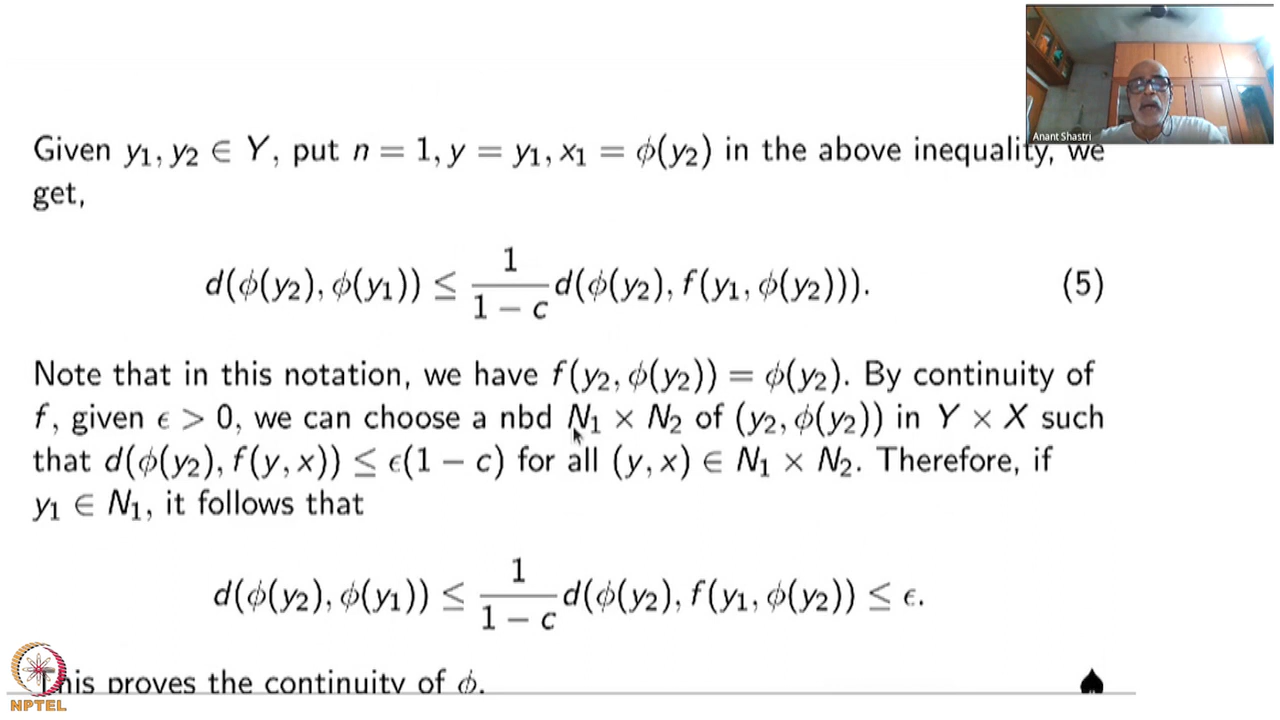 Anant Shastri
Given y₁, y₂ ∈ Y, put n = 1, y = y₁, x₁ = ϕ(y₂) in the above inequality, we
get,
d(ϕ(y₂), ϕ(y₁)) ≤ \frac{1}{1 − c} d(ϕ(y₂), f(y₁, ϕ(y₂))). (5)
Note that in this notation, we have f(y₂, ϕ(y₂)) = ϕ(y₂). By continuity of
f, given ϵ > 0, we can choose a nbd N₁ × N₂ of (y₂, ϕ(y₂)) in Y × X such
that d(ϕ(y₂), f(y, x)) ≤ ϵ(1 − c) for all (y, x) ∈ N₁ × N₂. Therefore, if
y₁ ∈ N₁, it follows that
d(ϕ(y₂), ϕ(y₁)) ≤ \frac{1}{1 − c} d(ϕ(y₂), f(y₁, ϕ(y₂)) ≤ ϵ.
This proves the continuity of ϕ. ♠
NPTEL